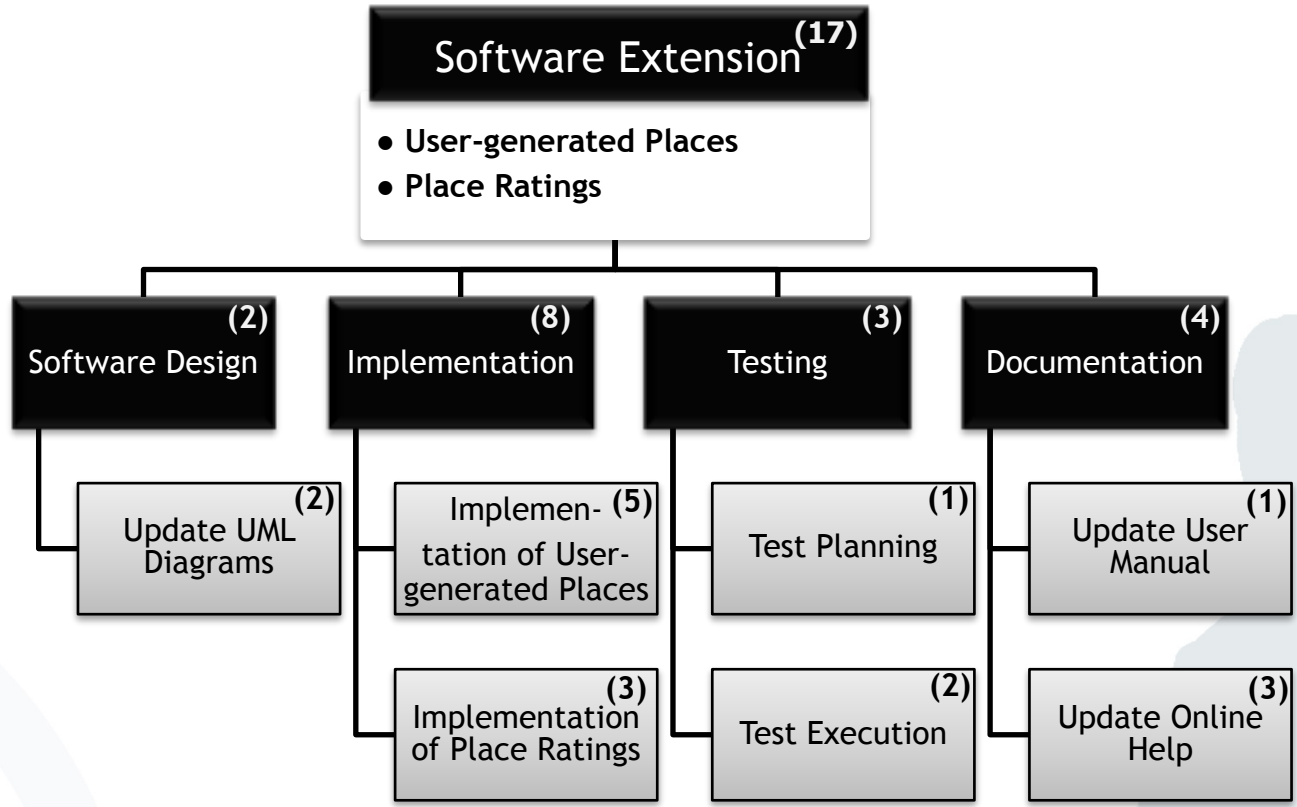 Software Extension (17)
● User-generated Places
● Place Ratings
(2)
Software Design
(8)
Implementation
(3)
Testing
(4)
Documentation
(2)
Update UML
Diagrams
Implemen- (5)
tation of User-
generated Places
(1)
Test Planning
(1)
Update User
Manual
(3)
Implementation
of Place Ratings
(2)
Test Execution
(3)
Update Online
Help